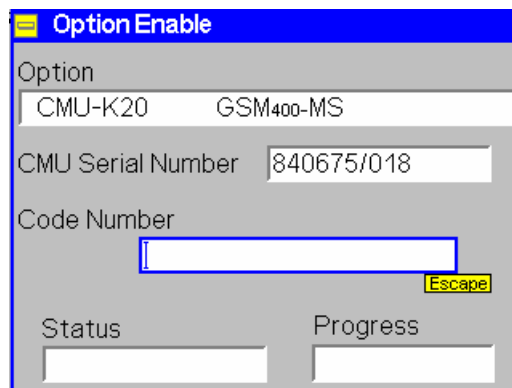 Option Enable
Option
CMU-K20 GSM400-MS
CMU Serial Number 840675/018
Code Number
Escape
Status Progress